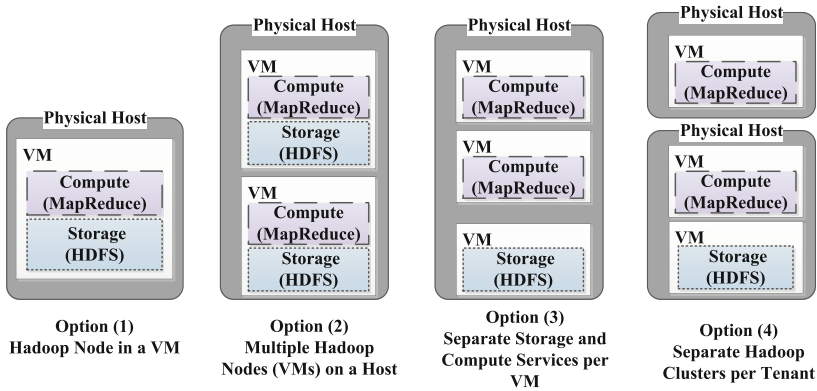 Physical Host
VM
Compute
(MapReduce)
Storage
(HDFS)
Option (1)
Hadoop Node in a VM
Physical Host
VM
Compute
(MapReduce)
Storage
(HDFS)
VM
Compute
(MapReduce)
Storage
(HDFS)
Option (2)
Multiple Hadoop
Nodes (VMs) on a Host
Physical Host
VM
Compute
(MapReduce)
VM
Compute
(MapReduce)
VM
Storage
(HDFS)
Option (3)
Separate Storage and
Compute Services per
VM
Physical Host
VM
Compute
(MapReduce)
Physical Host
VM
Compute
(MapReduce)
VM
Storage
(HDFS)
Option (4)
Separate Hadoop
Clusters per Tenant